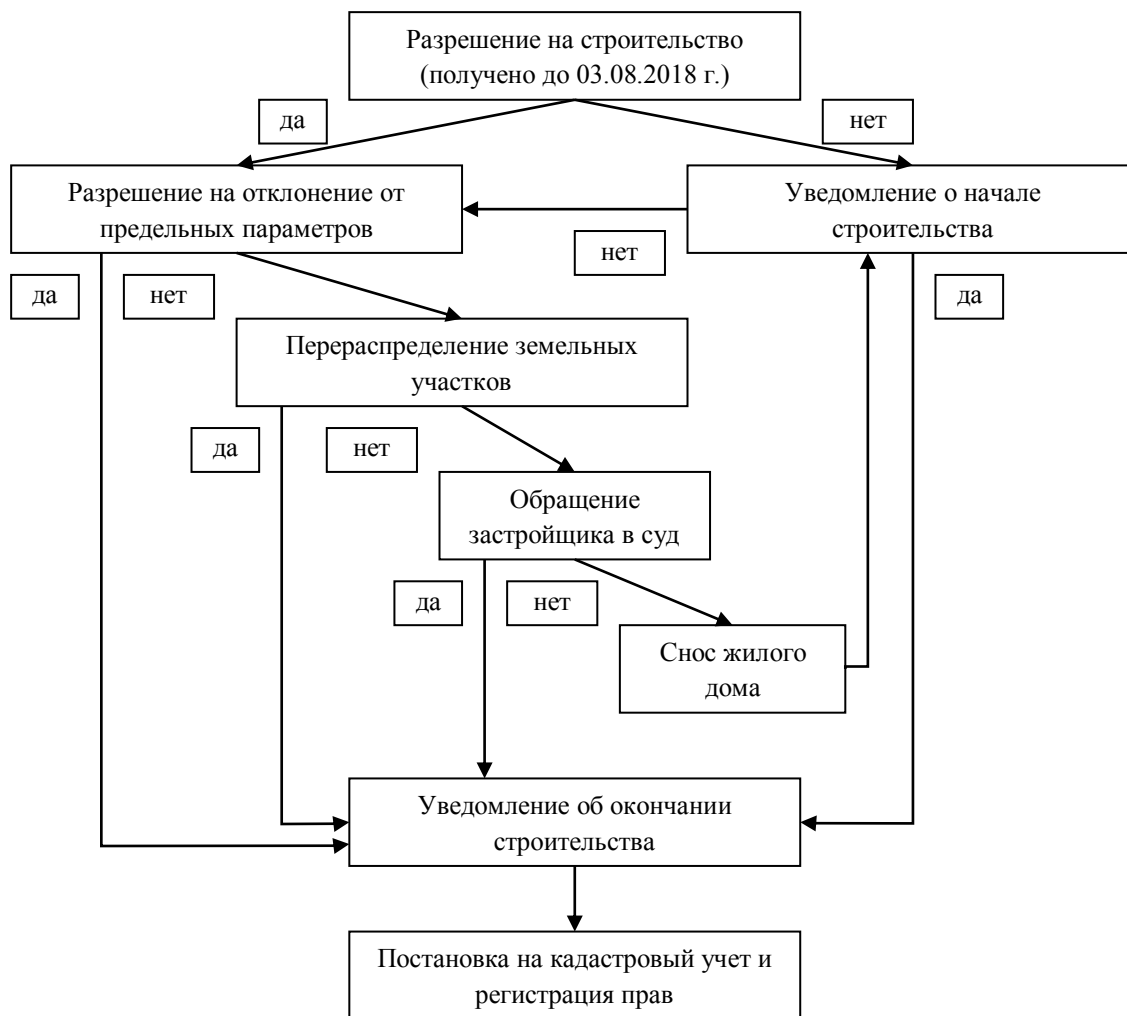 Разрешение на строительство
(получено до 03.08.2018 г.)
да
нет
Разрешение на отклонение от
предельных параметров
Уведомление о начале
строительства
нет
да
нет
да
Перераспределение земельных
участков
да
нет
Обращение
застройщика в суд
да
нет
Снос жилого
дома
Уведомление об окончании
строительства
Постановка на кадастровый учет и
регистрация прав